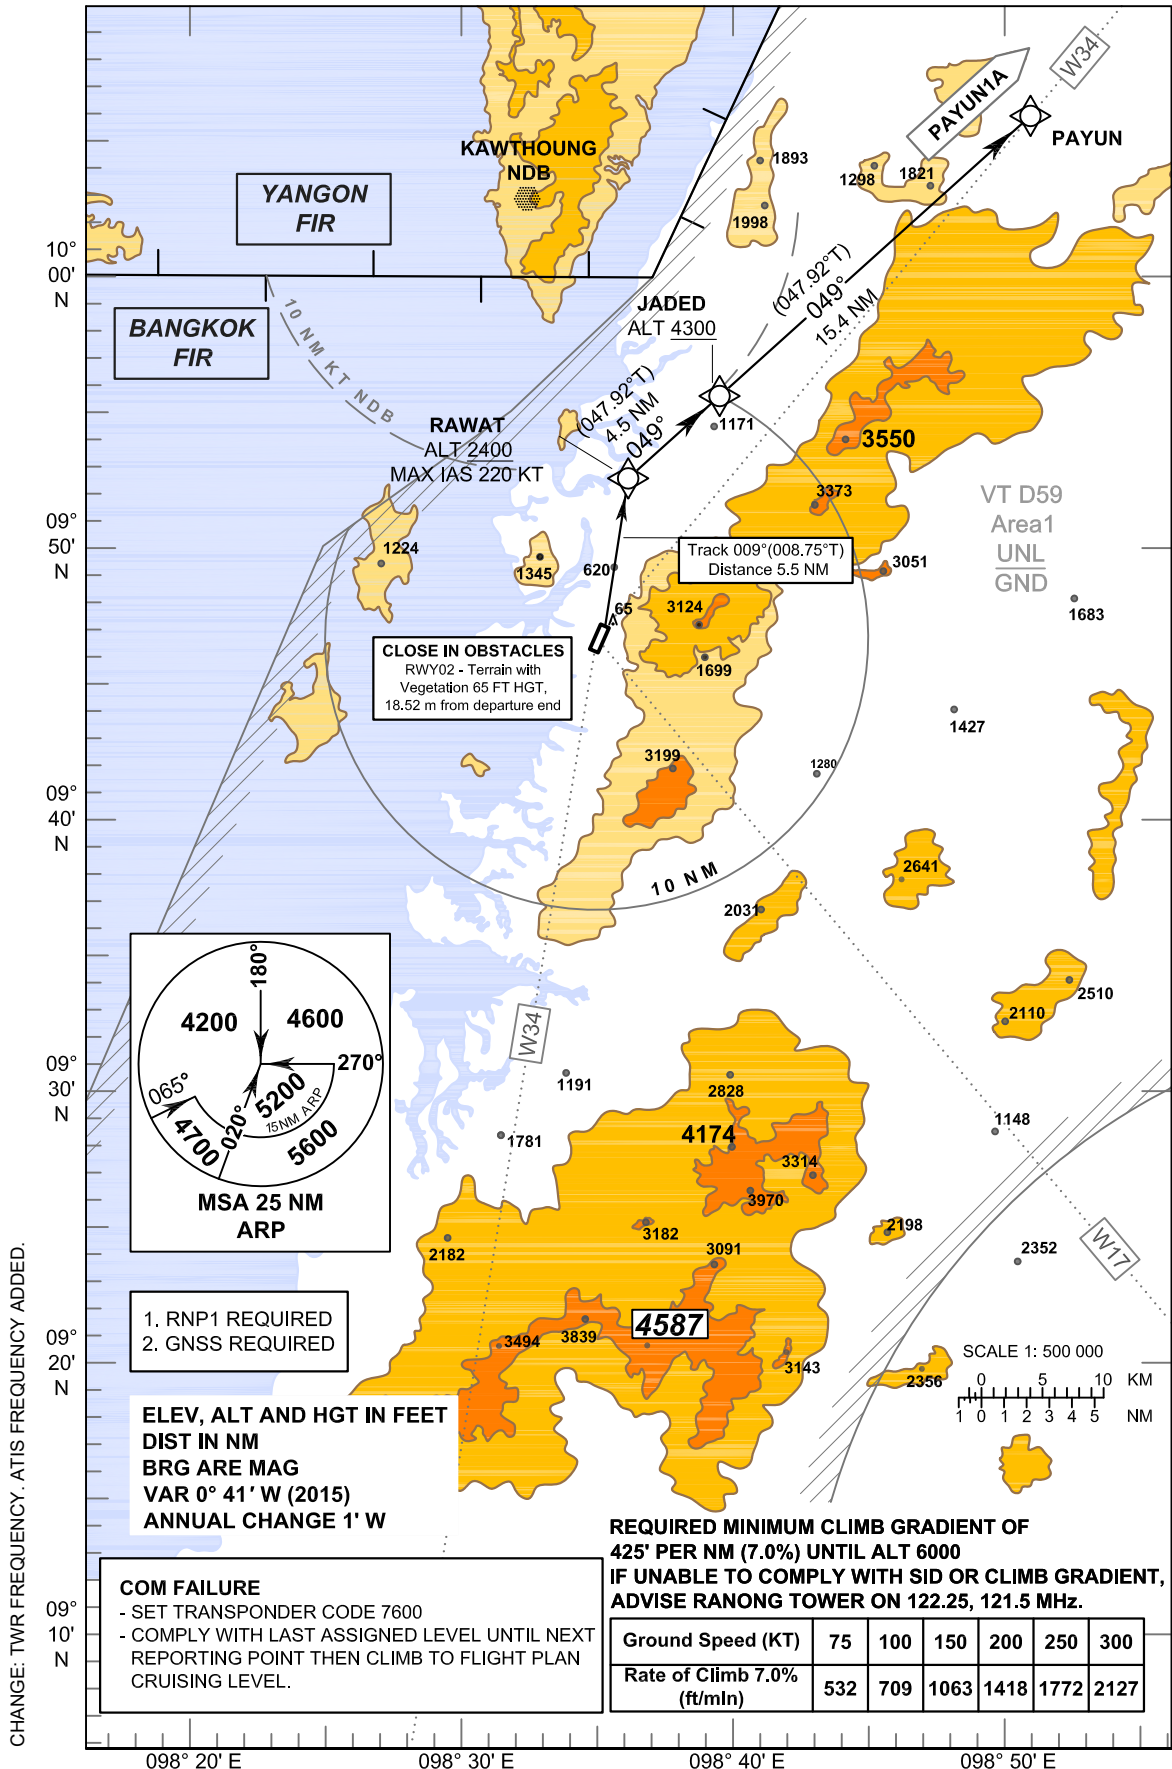 W34
PAYUN1A
PAYUN
KAWTHOUNG
NDB
1893
1298
1821
1998
YANGON
FIR
10°
00'
N
BANGKOK
FIR
10 NM KT NDB
JADED
ALT 4300
(047.92°T)
049°
15.4 NM
RAWAT
ALT 2400
MAX IAS 220 KT
(047.92°T)
4.5 NM
049°
1171
3550
3373
VT D59
Area1
UNL
GND
09°
50'
N
1224
1345
620
Track 009°(008.75°T)
Distance 5.5 NM
3051
1683
65
3124
1699
CLOSE IN OBSTACLES
RWY02 - Terrain with
Vegetation 65 FT HGT,
18.52 m from departure end
1427
3199
1280
09°
40'
N
10 NM
2641
2031
2510
2110
180°
4200
4600
270°
065°
020°
5200
15NM ARP
4700
5600
MSA 25 NM
ARP
W34
09°
30'
N
1191
2828
1781
4174
1148
3314
3970
3182
2182
3091
2198
2352
W17
1. RNP1 REQUIRED
2. GNSS REQUIRED
09°
20'
N
3494
3839
4587
3143
2356
SCALE 1: 500 000
0 5 10 KM
1 0 1 2 3 4 5 NM
ELEV, ALT AND HGT IN FEET
DIST IN NM
BRG ARE MAG
VAR 0° 41' W (2015)
ANNUAL CHANGE 1' W
REQUIRED MINIMUM CLIMB GRADIENT OF
425' PER NM (7.0%) UNTIL ALT 6000
IF UNABLE TO COMPLY WITH SID OR CLIMB GRADIENT,
ADVISE RANONG TOWER ON 122.25, 121.5 MHz.
COM FAILURE
- SET TRANSPONDER CODE 7600
- COMPLY WITH LAST ASSIGNED LEVEL UNTIL NEXT
REPORTING POINT THEN CLIMB TO FLIGHT PLAN
CRUISING LEVEL.
09°
10'
N
Ground Speed (KT) 75 100 150 200 250 300
Rate of Climb 7.0%
(ft/min) 532 709 1063 1418 1772 2127
098° 20' E 098° 30' E 098° 40' E 098° 50' E
CHANGE: TWR FREQUENCY. ATIS FREQUENCY ADDED.